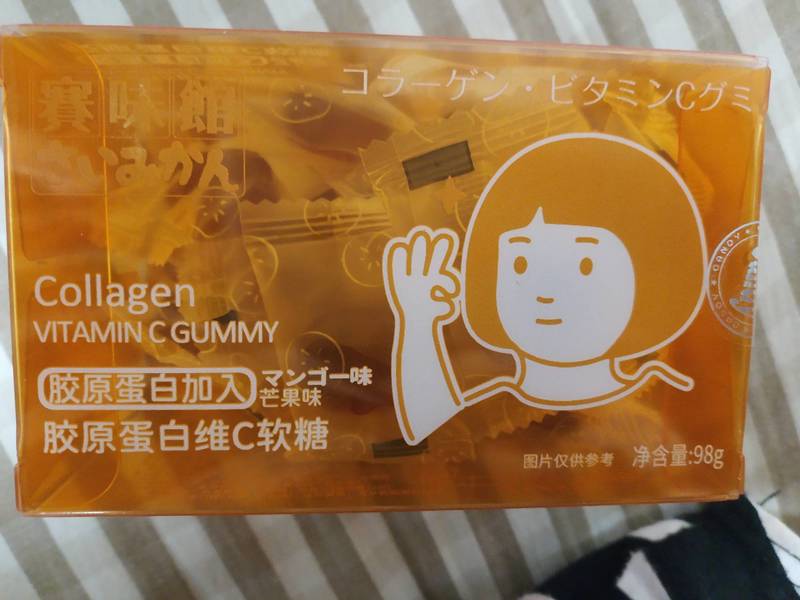 コラーゲン・ビタミンCグミ
賽味館
さいみかん
Collagen
VITAMIN C GUMMY
胶原蛋白加入
マンゴー味
芒果味
胶原蛋白维C软糖
图片仅供参考
净含量:98g
CANDY